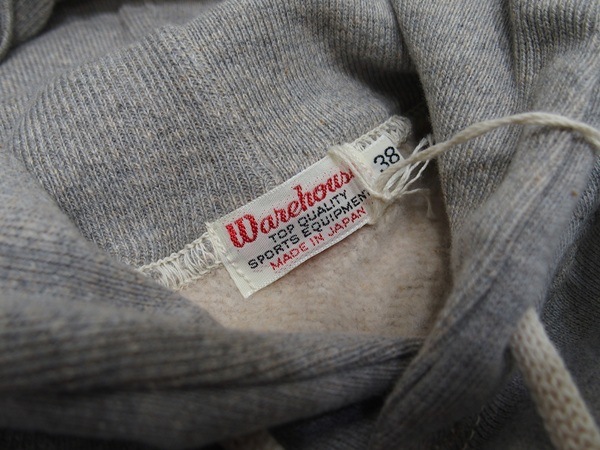 Warehouse
TOP QUALITY
SPORTS EQUIPMENT
MADE IN JAPAN
38